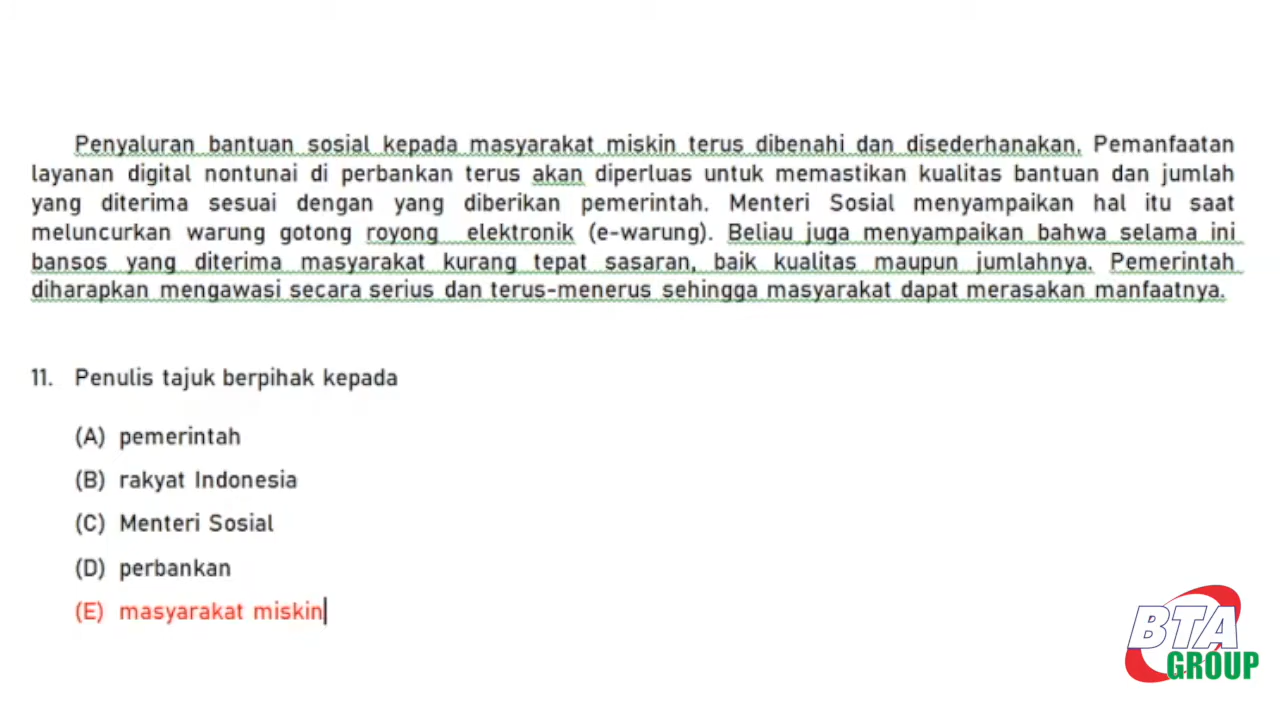 Penyaluran bantuan sosial kepada masyarakat miskin terus dibenahi dan disederhanakan. Pemanfaatan
layanan digital nontunai di perbankan terus akan diperluas untuk memastikan kualitas bantuan dan jumlah
yang diterima sesuai dengan yang diberikan pemerintah. Menteri Sosial menyampaikan hal itu saat
meluncurkan warung gotong royong elektronik (e-warung). Beliau juga menyampaikan bahwa selama ini
bansos yang diterima masyarakat kurang tepat sasaran, baik kualitas maupun jumlahnya. Pemerintah
diharapkan mengawasi secara serius dan terus-menerus sehingga masyarakat dapat merasakan manfaatnya.
11. Penulis tajuk berpihak kepada
(A) pemerintah
(B) rakyat Indonesia
(C) Menteri Sosial
(D) perbankan
(E) masyarakat miskin
BTA
GROUP